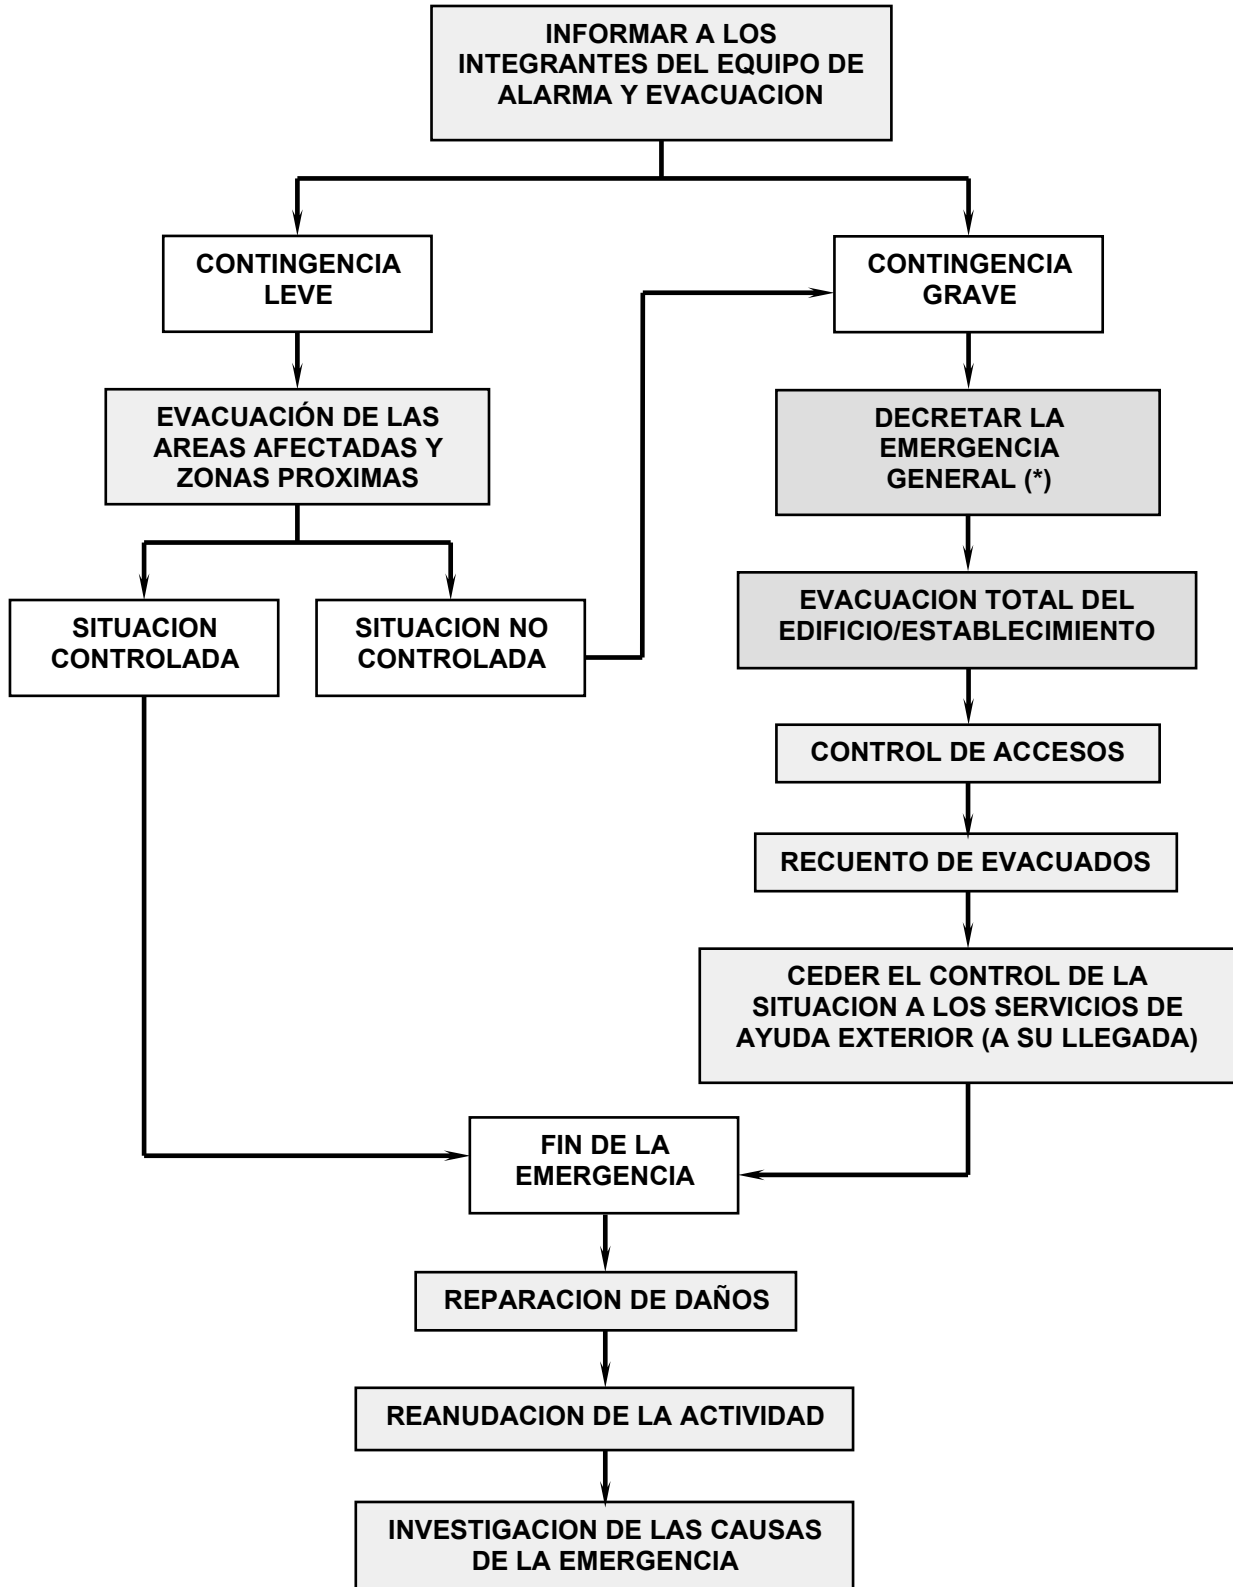 INFORMAR A LOS
INTEGRANTES DEL EQUIPO DE
ALARMA Y EVACUACION
CONTINGENCIA
LEVE
CONTINGENCIA
GRAVE
EVACUACIÓN DE LAS
AREAS AFECTADAS Y
ZONAS PROXIMAS
DECRETAR LA
EMERGENCIA
GENERAL (*)
SITUACION
CONTROLADA
SITUACION NO
CONTROLADA
EVACUACION TOTAL DEL
EDIFICIO/ESTABLECIMIENTO
CONTROL DE ACCESOS
RECUENTO DE EVACUADOS
CEDER EL CONTROL DE LA
SITUACION A LOS SERVICIOS DE
AYUDA EXTERIOR (A SU LLEGADA)
FIN DE LA
EMERGENCIA
REPARACION DE DAÑOS
REANUDACION DE LA ACTIVIDAD
INVESTIGACION DE LAS CAUSAS
DE LA EMERGENCIA